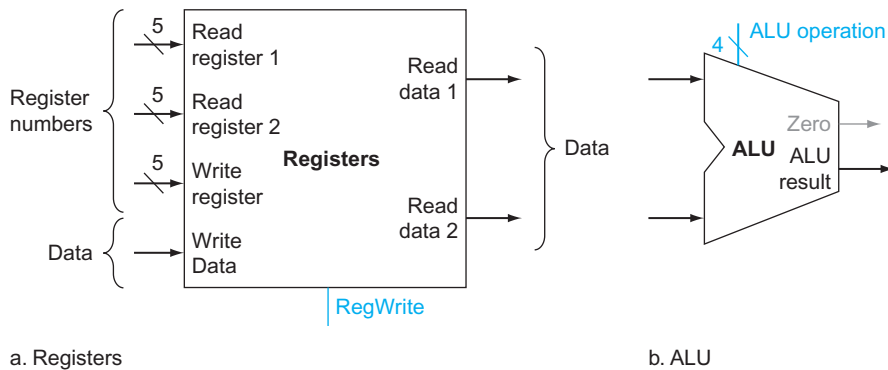 5
Read
register 1
5
Read
register 2
5
Write
register
Write
Data
Register
numbers
Data
Registers
Read
data 1
Read
data 2
Data
RegWrite
4
ALU operation
Zero
ALU
ALU
result
a. Registers
b. ALU